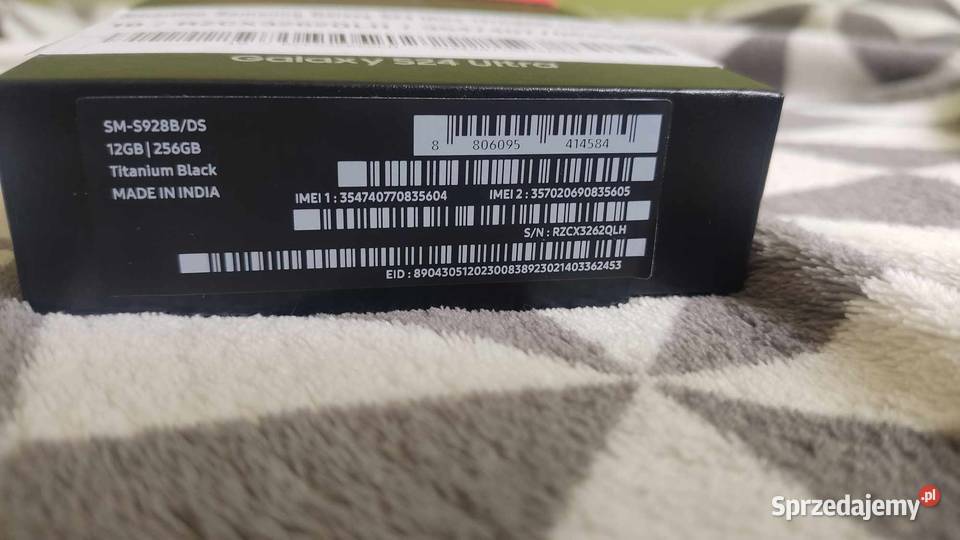 Galaxy S24 Ultra
SM-S928B/DS
12GB|256GB
Titanium Black
MADE IN INDIA
8 806095 414584
IMEI 1 : 354740770835604 IMEI 2 : 357020690835605
S/N : RZCX3262QLH
EID : 89043051202300838923021403362453
Sprzedajemy.pl